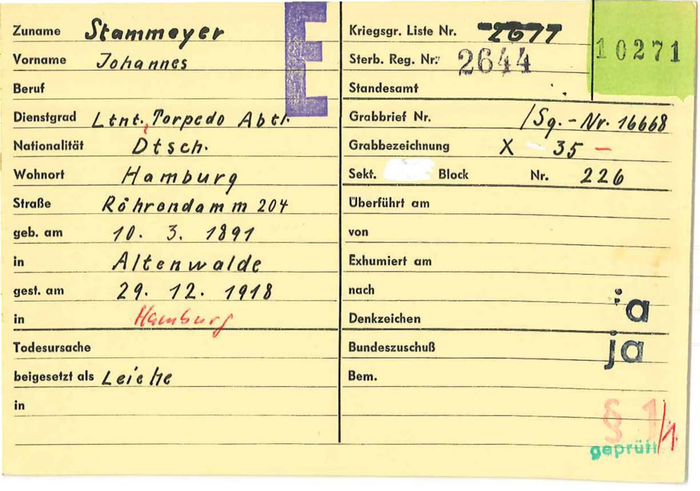 E
10271
Zuname Stammeyer
Vorname Johannes
Beruf
Dienstgrad Ltnt. Torpedo Abtl.
Nationalität Dtsch.
Wohnort Hamburg
Straße Röhrendamm 204
geb. am 10. 3. 1891
in Altenwalde
gest. am 29. 12. 1918
in Hamburg
Todesursache
beigesetzt als Leiche
in
Kriegsgr. Liste Nr. 2677
Sterb. Reg. Nr. 2644
Standesamt
Grabbrief Nr. /Sg.-Nr. 16668
Grabbezeichnung X 35 -
Sekt. Block Nr. 226
Überführt am
von
Exhumiert am
nach
Denkzeichen ja
Bundeszuschuß ja
Bem.
§ 1/1
geprüft